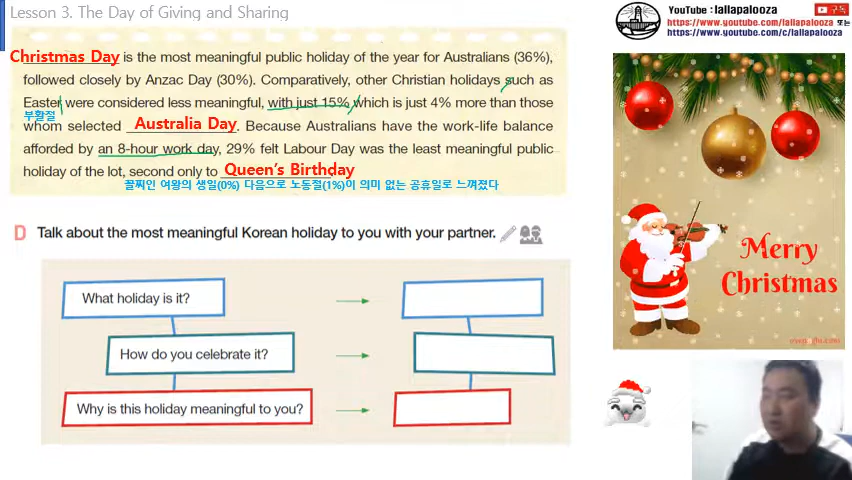 Lesson 3. The Day of Giving and Sharing
YouTube : lallapalooza
구독
https://www.youtube.com/lallapalooza 또는
https://www.youtube.com/c/lallapalooza
Christmas Day is the most meaningful public holiday of the year for Australians (36%),
followed closely by Anzac Day (30%). Comparatively, other Christian holidays such as
Easter were considered less meaningful, with just 15%, which is just 4% more than those
부활절
whom selected Australia Day. Because Australians have the work-life balance
afforded by an 8-hour work day, 29% felt Labour Day was the least meaningful public
holiday of the lot, second only to Queen's Birthday
꼴찌인 여왕의 생일(0%) 다음으로 노동절(1%)이 의미 없는 공휴일로 느껴졌다
D Talk about the most meaningful Korean holiday to you with your partner.
What holiday is it?
How do you celebrate it?
Why is this holiday meaningful to you?
Merry
Christmas